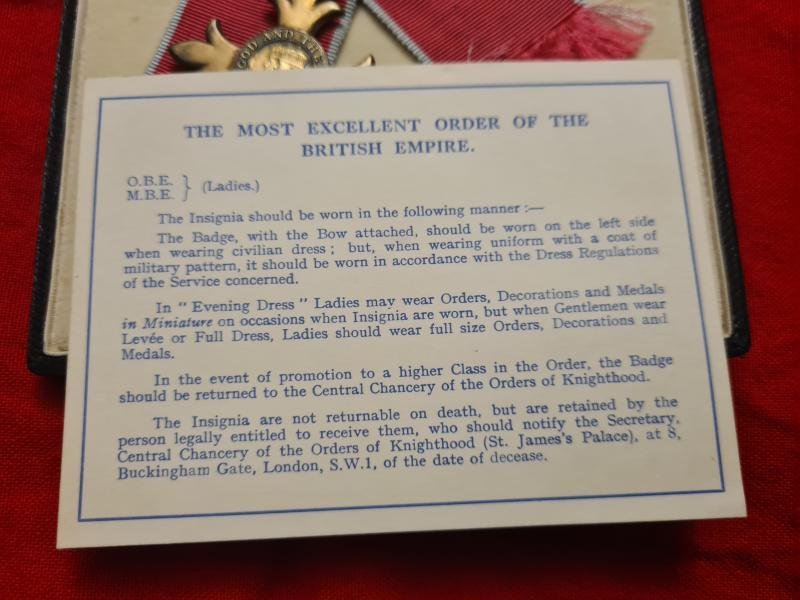 GOD AND THE
THE MOST EXCELLENT ORDER OF THE
BRITISH EMPIRE.
O.B.E. } (Ladies.)
M.B.E.
The Insignia should be worn in the following manner :—
The Badge, with the Bow attached, should be worn on the left side
when wearing civilian dress ; but, when wearing uniform with a coat of
military pattern, it should be worn in accordance with the Dress Regulations
of the Service concerned.
In " Evening Dress " Ladies may wear Orders, Decorations and Medals
in Miniature on occasions when Insignia are worn, but when Gentlemen wear
Levée or Full Dress, Ladies should wear full size Orders, Decorations and
Medals.
In the event of promotion to a higher Class in the Order, the Badge
should be returned to the Central Chancery of the Orders of Knighthood.
The Insignia are not returnable on death, but are retained by the
person legally entitled to receive them, who should notify the Secretary,
Central Chancery of the Orders of Knighthood (St. James's Palace), at 8,
Buckingham Gate, London, S.W.1, of the date of decease.